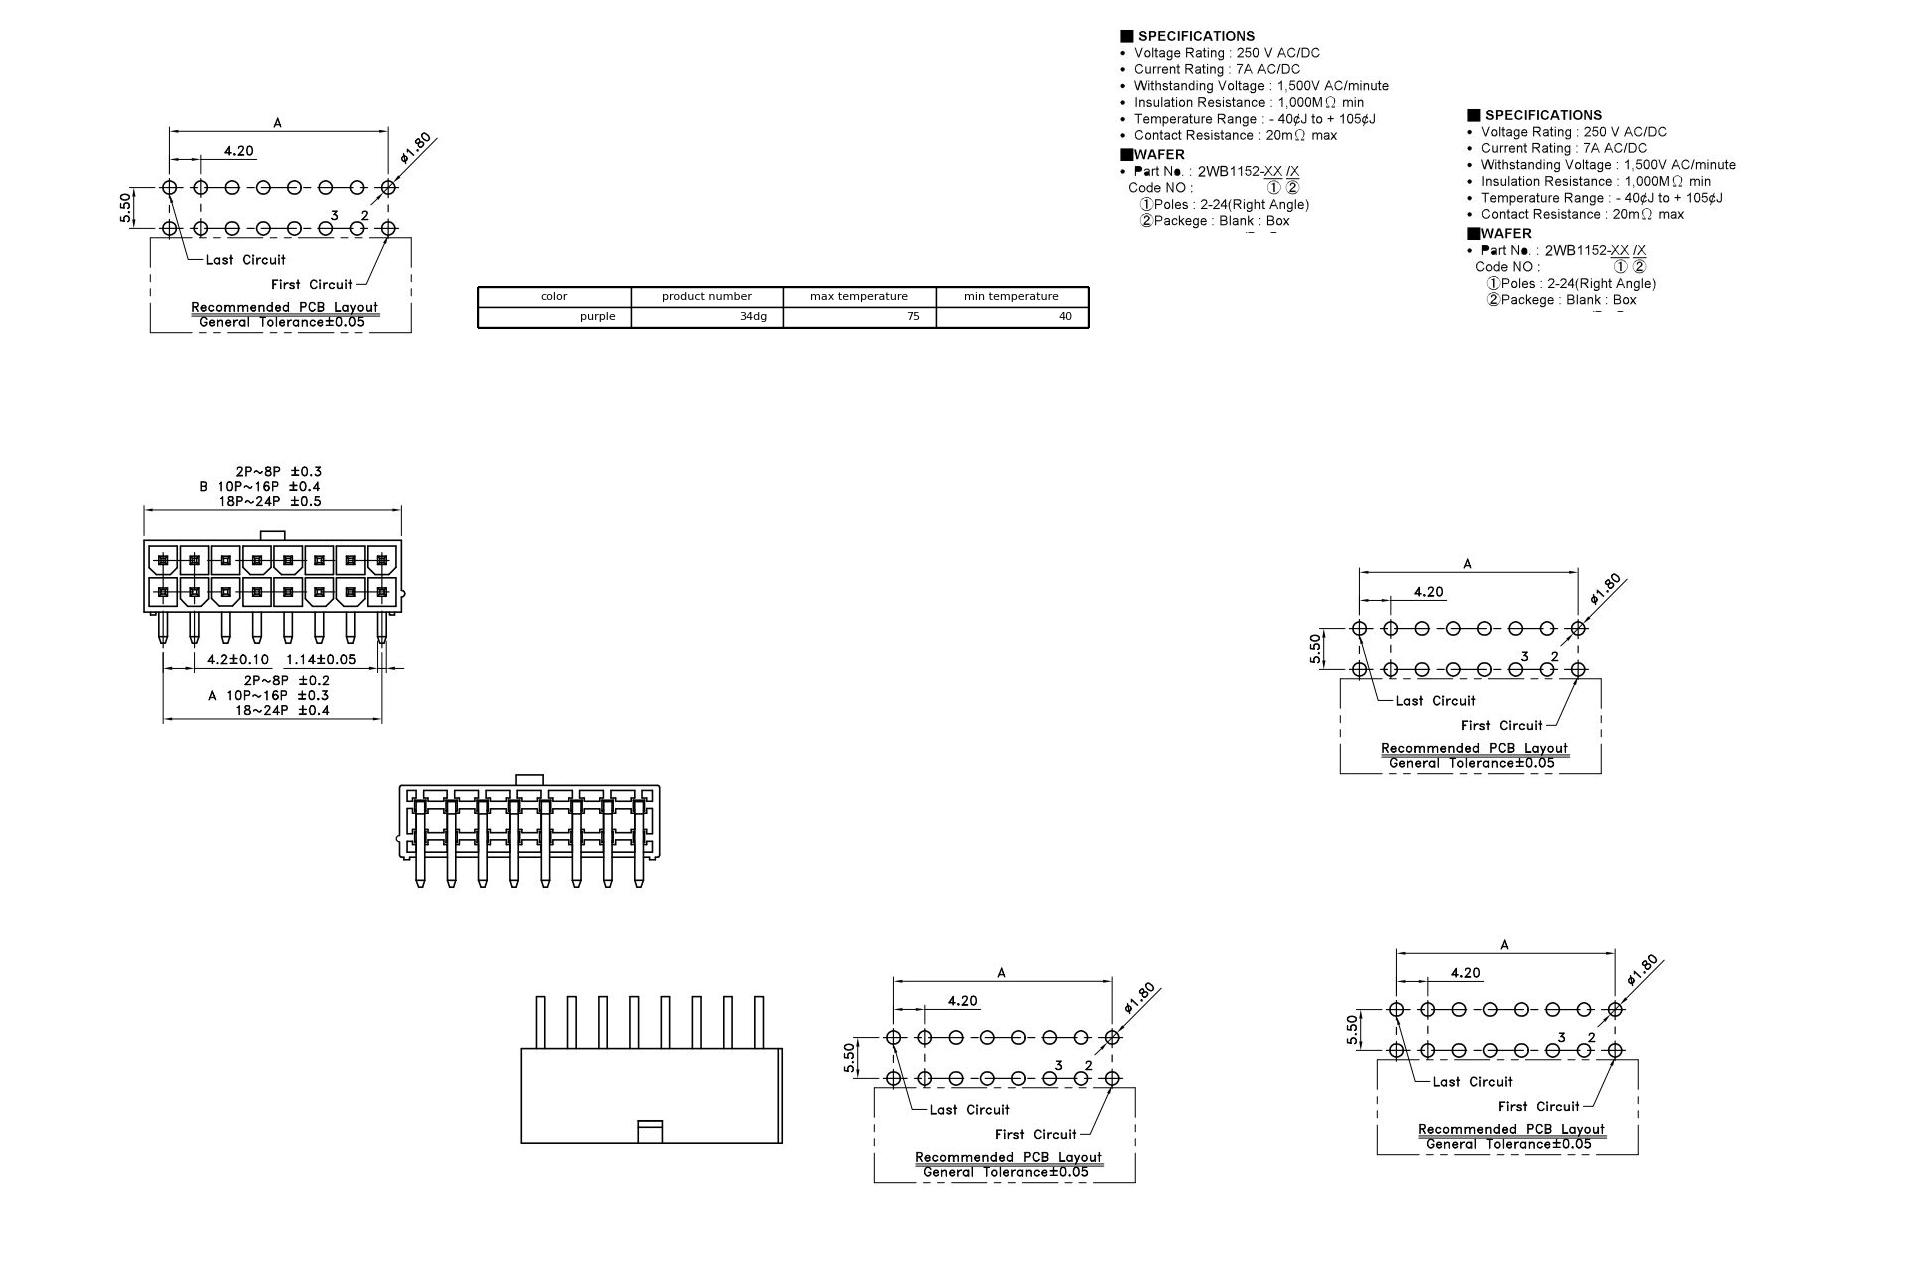 ■ SPECIFICATIONS
• Voltage Rating : 250 V AC/DC
• Current Rating : 7A AC/DC
• Withstanding Voltage : 1,500V AC/minute
• Insulation Resistance : 1,000MΩ min
• Temperature Range : - 40¢J to + 105¢J
• Contact Resistance : 20mΩ max
■WAFER
• Part No. : 2WB1152-XX /X
Code NO : ① ②
①Poles : 2-24(Right Angle)
②Packege : Blank : Box
■ SPECIFICATIONS
• Voltage Rating : 250 V AC/DC
• Current Rating : 7A AC/DC
• Withstanding Voltage : 1,500V AC/minute
• Insulation Resistance : 1,000MΩ min
• Temperature Range : - 40¢J to + 105¢J
• Contact Resistance : 20mΩ max
■WAFER
• Part No. : 2WB1152-XX /X
Code NO : ① ②
①Poles : 2-24(Right Angle)
②Packege : Blank : Box
A
4.20
ø1.80
5.50
3 2
Last Circuit
First Circuit
Recommended PCB Layout
General Tolerance±0.05
color product number max temperature min temperature
purple 34dg 75 40
2P~8P ±0.3
B 10P~16P ±0.4
18P~24P ±0.5
4.2±0.10 1.14±0.05
2P~8P ±0.2
A 10P~16P ±0.3
18~24P ±0.4
A
4.20
ø1.80
5.50
3 2
Last Circuit
First Circuit
Recommended PCB Layout
General Tolerance±0.05
A
4.20
ø1.80
5.50
3 2
Last Circuit
First Circuit
Recommended PCB Layout
General Tolerance±0.05
A
4.20
ø1.80
5.50
3 2
Last Circuit
First Circuit
Recommended PCB Layout
General Tolerance±0.05